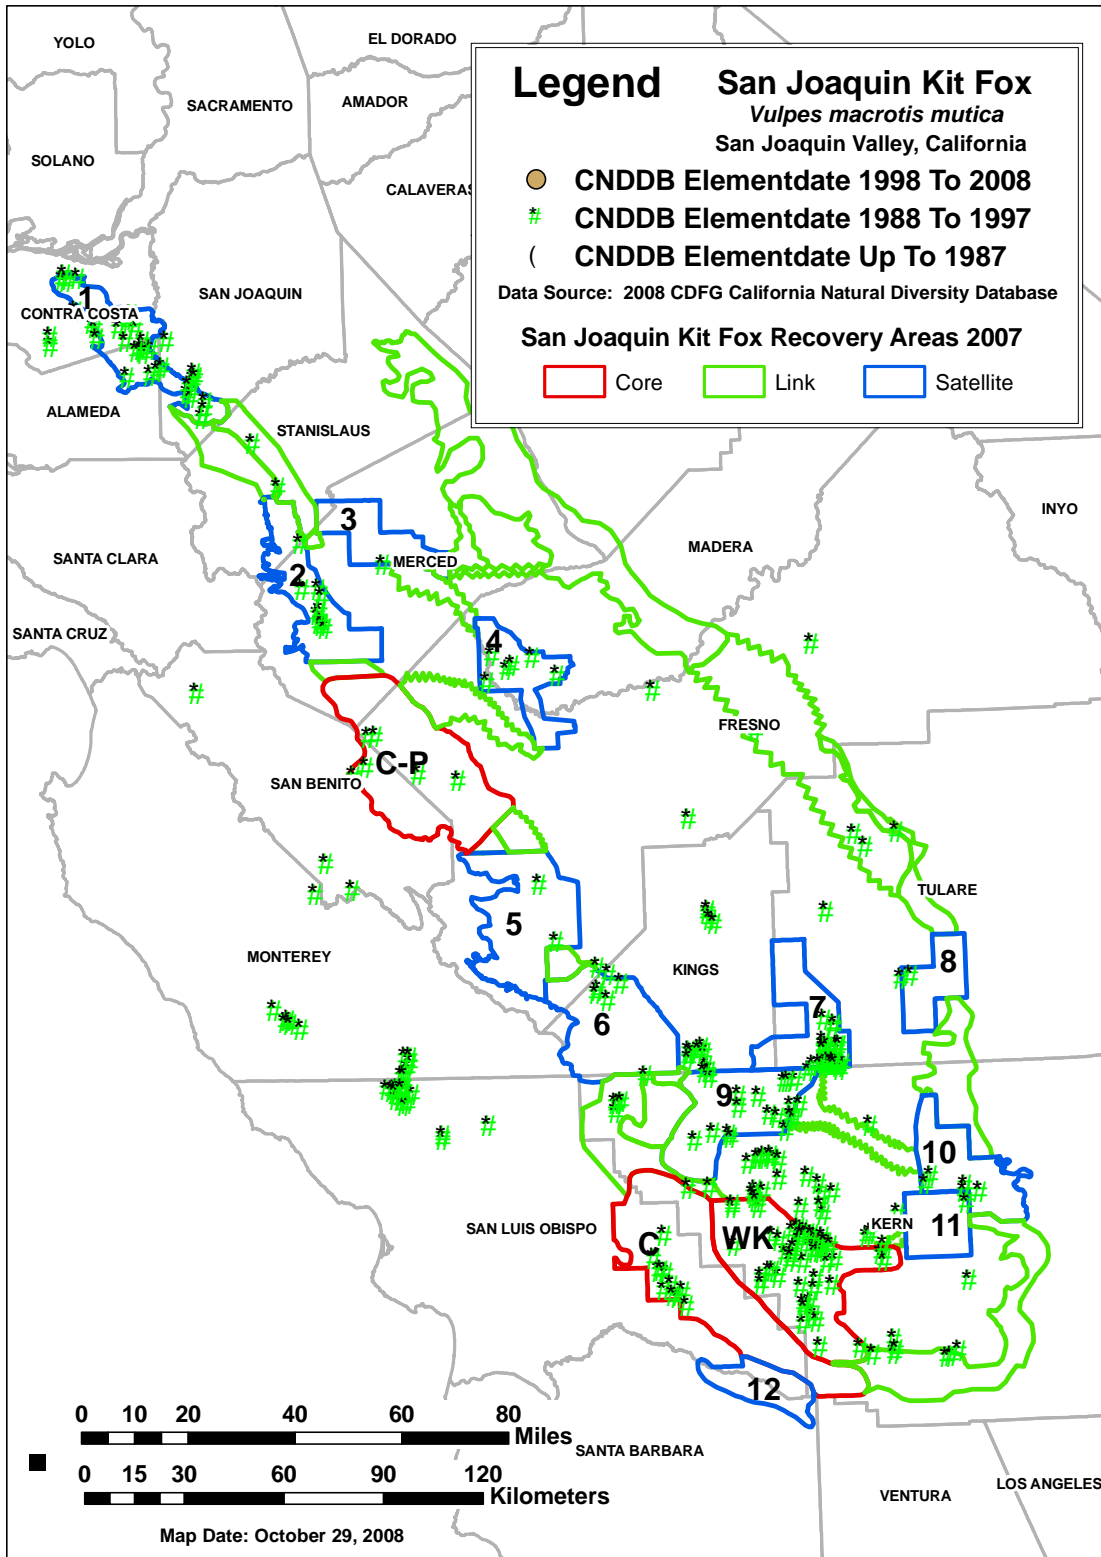 YOLO
EL DORADO
SACRAMENTO
AMADOR
SOLANO
CALAVERAS
Legend
San Joaquin Kit Fox
Vulpes macrotis mutica
San Joaquin Valley, California
CNDDB Elementdate 1998 To 2008
*# CNDDB Elementdate 1988 To 1997
( CNDDB Elementdate Up To 1987
Data Source: 2008 CDFG California Natural Diversity Database
San Joaquin Kit Fox Recovery Areas 2007
Core Link Satellite
1
SAN JOAQUIN
CONTRA COSTA
ALAMEDA
STANISLAUS
INYO
3
MADERA
SANTA CLARA
MERCED
2
SANTA CRUZ
4
FRESNO
C-P
SAN BENITO
TULARE
5
MONTEREY
8
KINGS
7
6
9
10
SAN LUIS OBISPO
KERN
11
WK
C
12
0 10 20 40 60 80
Miles
SANTA BARBARA
0 15 30 60 90 120
Kilometers
LOS ANGELES
VENTURA
Map Date: October 29, 2008